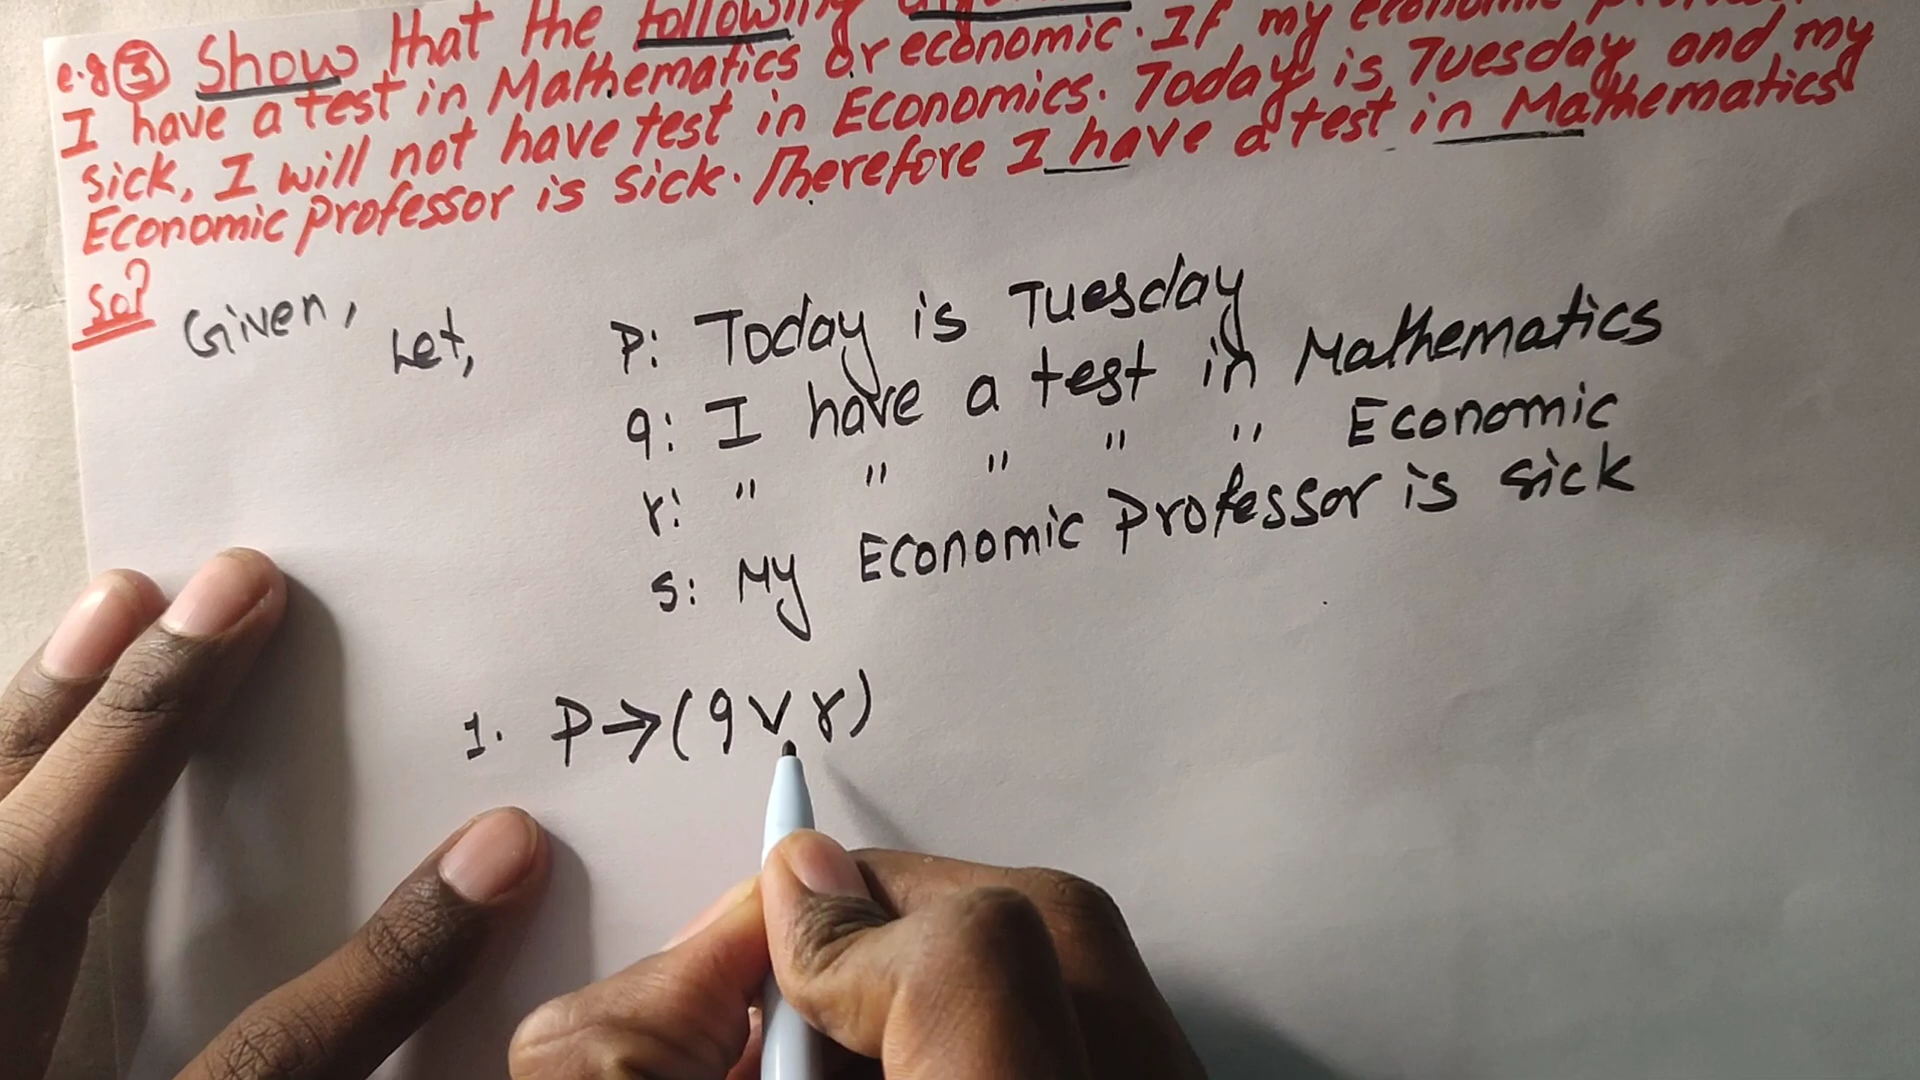 e.g ③ Show that the following
I have a test in Mathematics or economic. If my economic
sick, I will not have test in Economics. Today is Tuesday and my
Economic professor is sick. Therefore I have a test in Mathematics
Sol?
Given, Let, P: Today is Tuesday
q: I have a test in Mathematics
r: " " " " " Economic
s: My Economic Professor is sick
1. P→(q∨r)